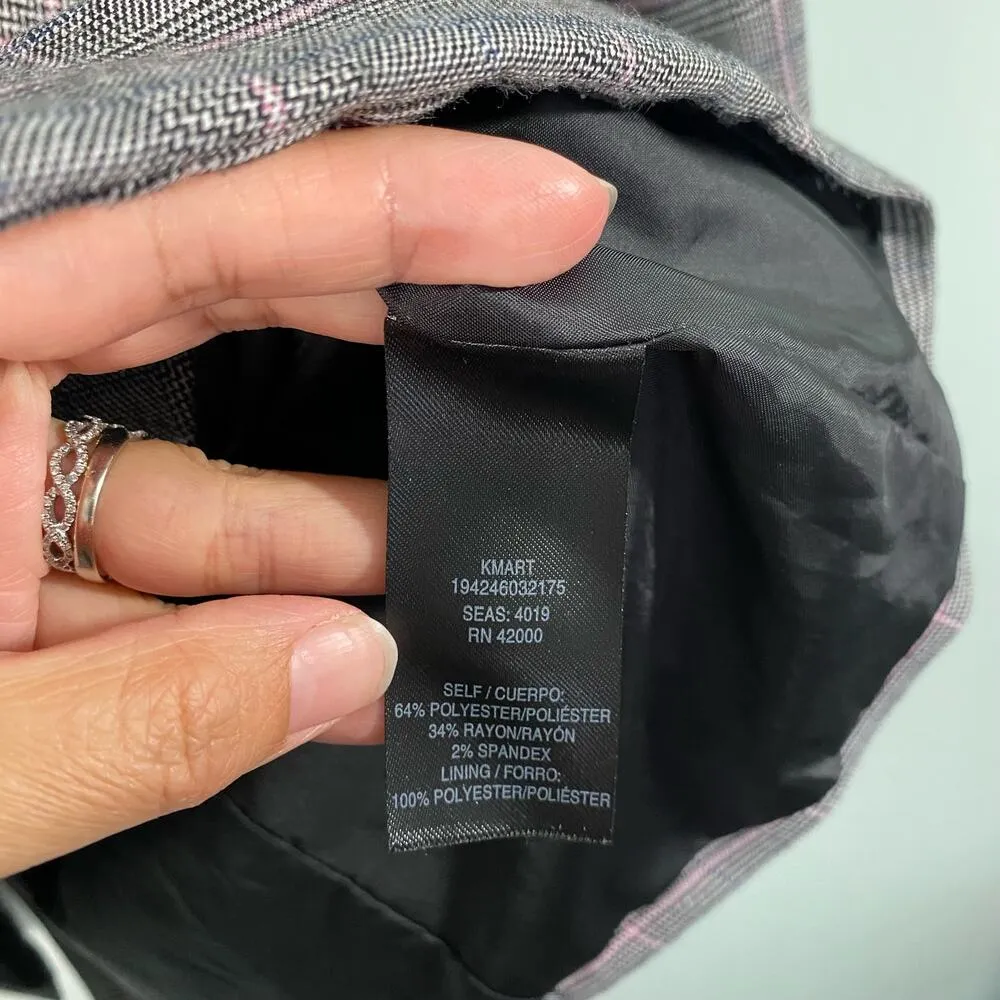 KMART
194246032175
SEAS: 4019
RN 42000
SELF / CUERPO:
64% POLYESTER/POLIÉSTER
34% RAYON/RAYÓN
2% SPANDEX
LINING / FORRO:
100% POLYESTER/POLIÉSTER